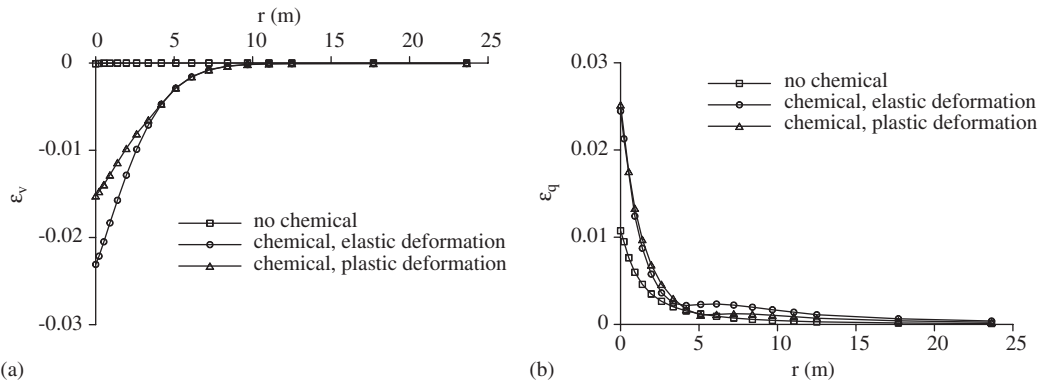 r (m)
0 5 10 15 20 25
0
-0.01
-0.02
-0.03
εv
no chemical
chemical, elastic deformation
chemical, plastic deformation
(a)
0.03
0.02
0.01
0
εq
no chemical
chemical, elastic deformation
chemical, plastic deformation
0 5 10 15 20 25
r (m)
(b)